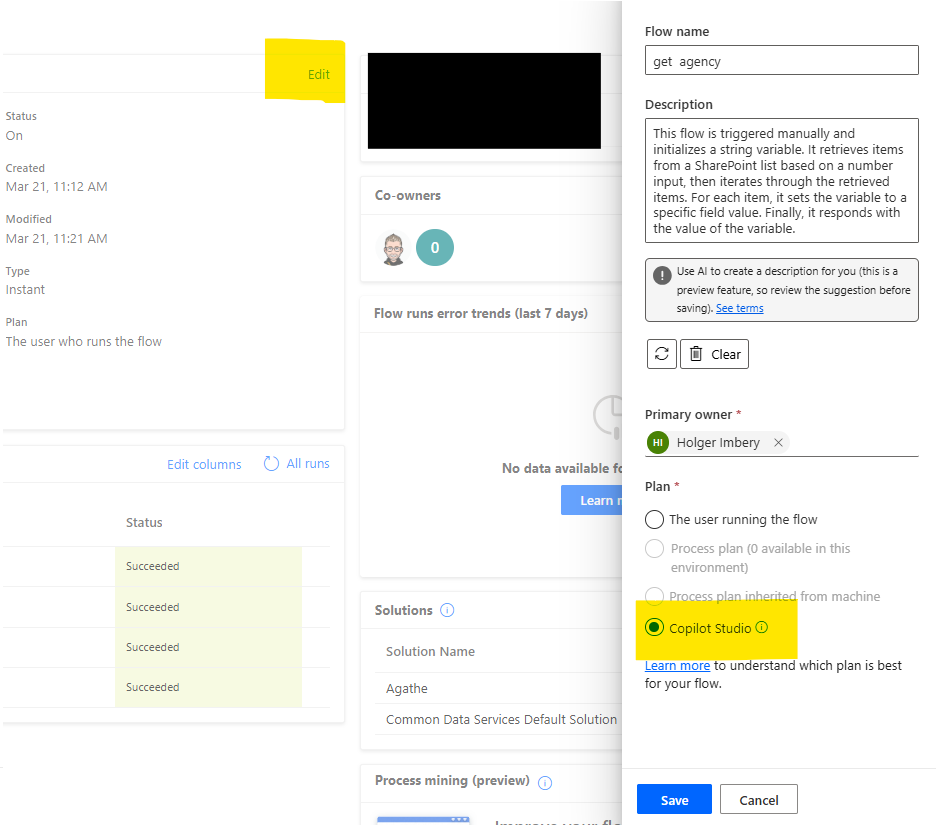 Edit
Status
On
Created
Mar 21, 11:12 AM
Modified
Mar 21, 11:21 AM
Type
Instant
Plan
The user who runs the flow
Edit columns
All runs
Status
Succeeded
Succeeded
Succeeded
Succeeded
Co-owners
0
Flow runs error trends (last 7 days)
No data available fo
Learn m
Solutions
Solution Name
Agathe
Common Data Services Default Solution
Process mining (preview)
Improve your flo
Flow name
get agency
Description
This flow is triggered manually and
initializes a string variable. It retrieves items
from a SharePoint list based on a number
input, then iterates through the retrieved
items. For each item, it sets the variable to a
specific field value. Finally, it responds with
the value of the variable.
Use AI to create a description for you (this is a
preview feature, so review the suggestion before
saving). See terms
Clear
Primary owner *
HI Holger Imbery
Plan *
The user running the flow
Process plan (0 available in this
environment)
Process plan inherited from machine
Copilot Studio
Learn more to understand which plan is best
for your flow.
Save
Cancel